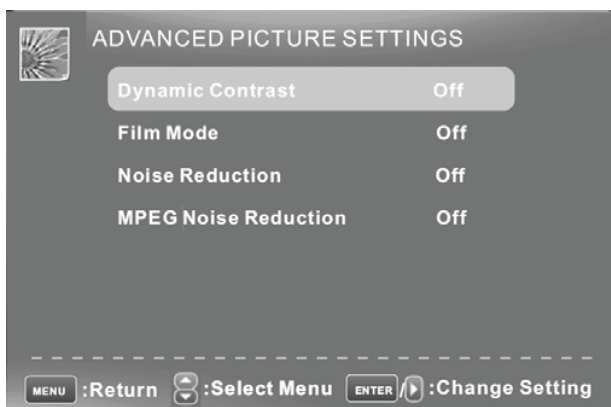 ADVANCED PICTURE SETTINGS
Dynamic Contrast Off
Film Mode Off
Noise Reduction Off
MPEG Noise Reduction Off
MENU :Return :Select Menu ENTER / :Change Setting